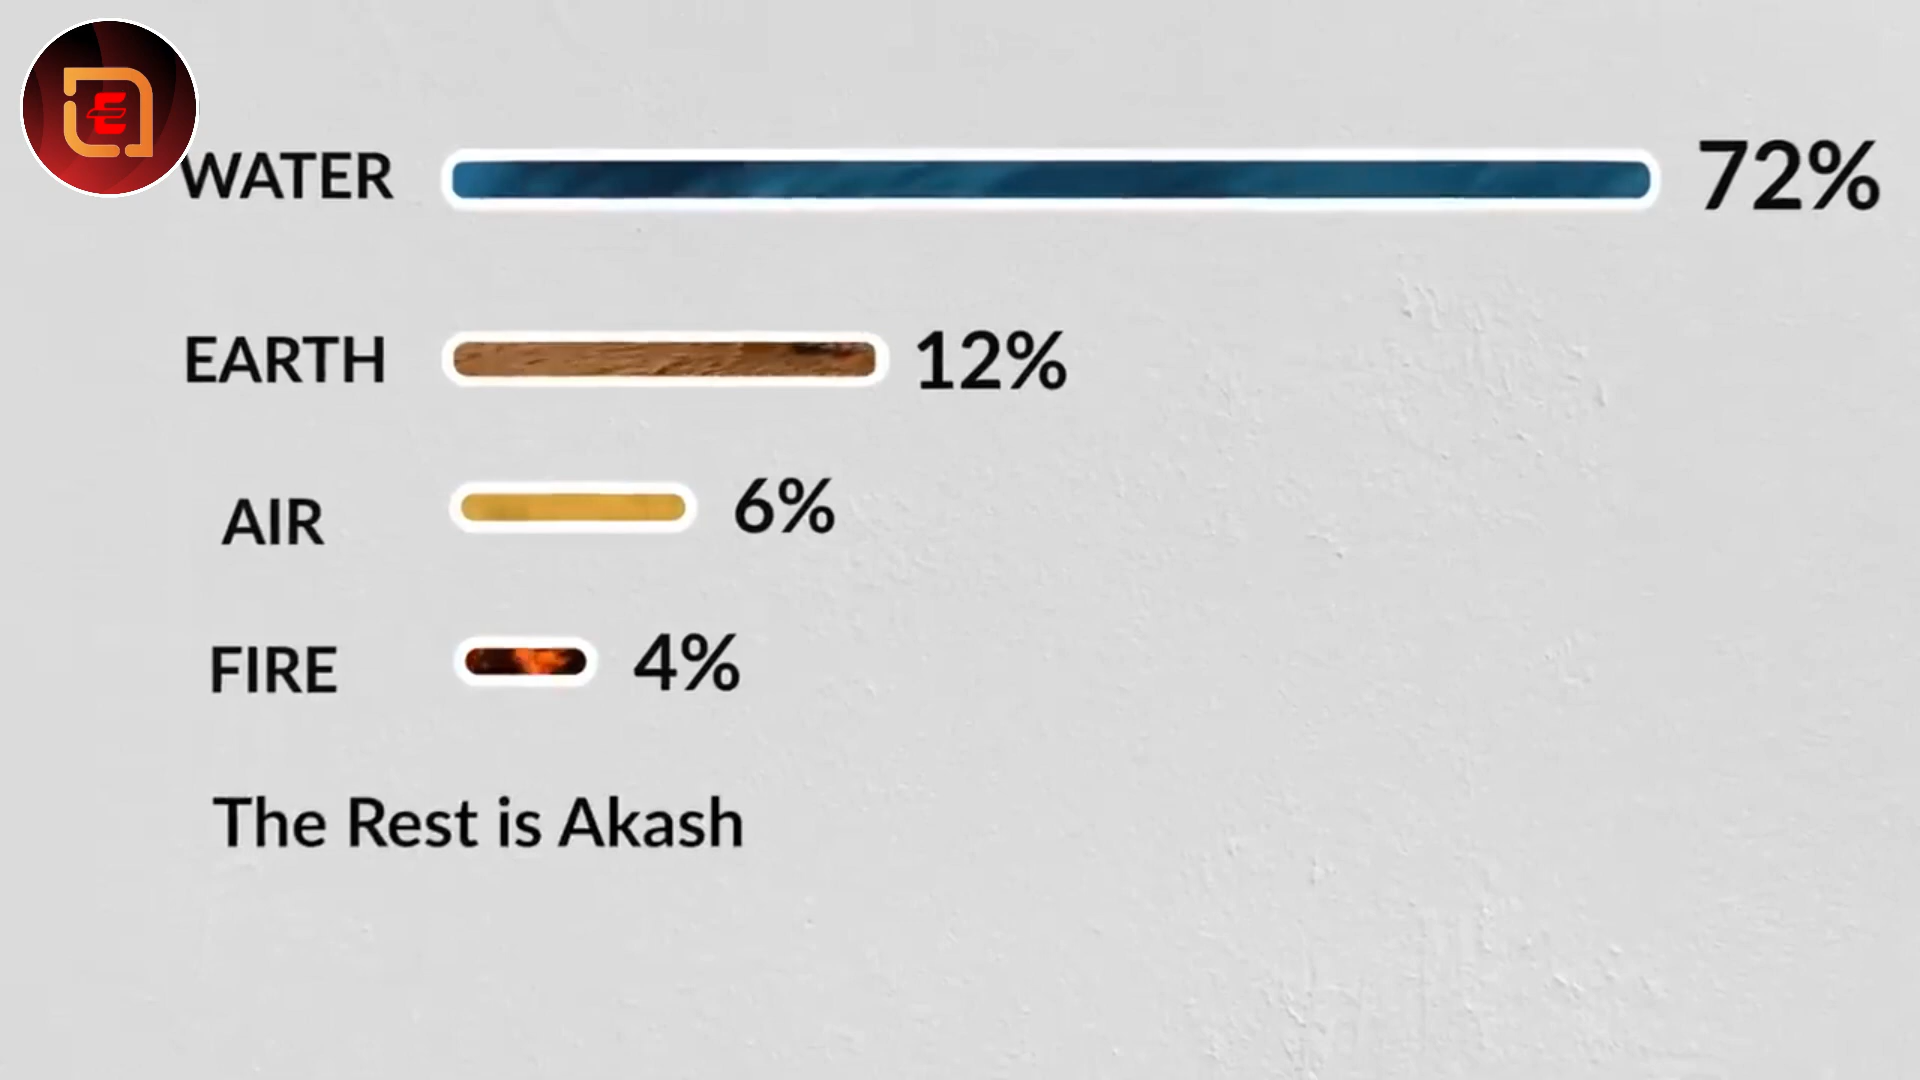 WATER 72%
EARTH 12%
AIR 6%
FIRE 4%
The Rest is Akash